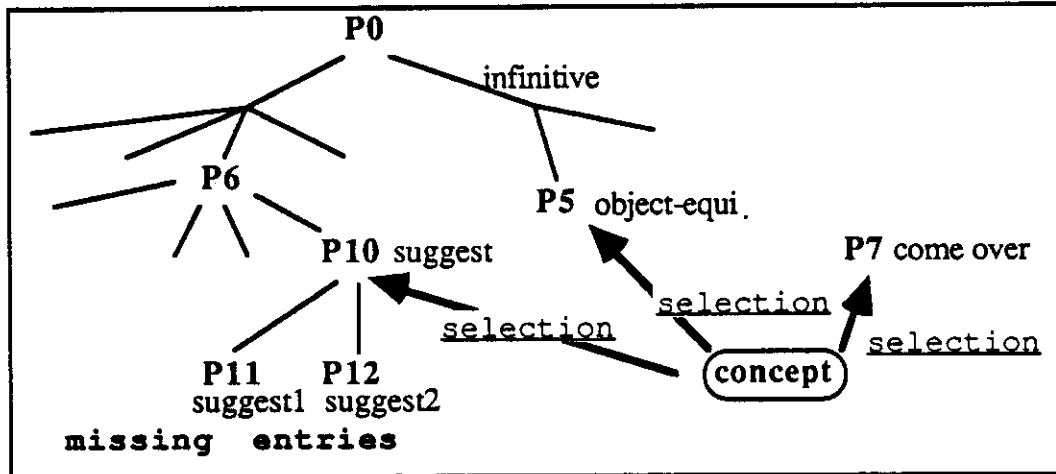 P0
infinitive
P6
P5 object-equi.
P10 suggest
P7 come over
selection
selection
selection
concept
P11 P12
suggest1 suggest2
missing entries